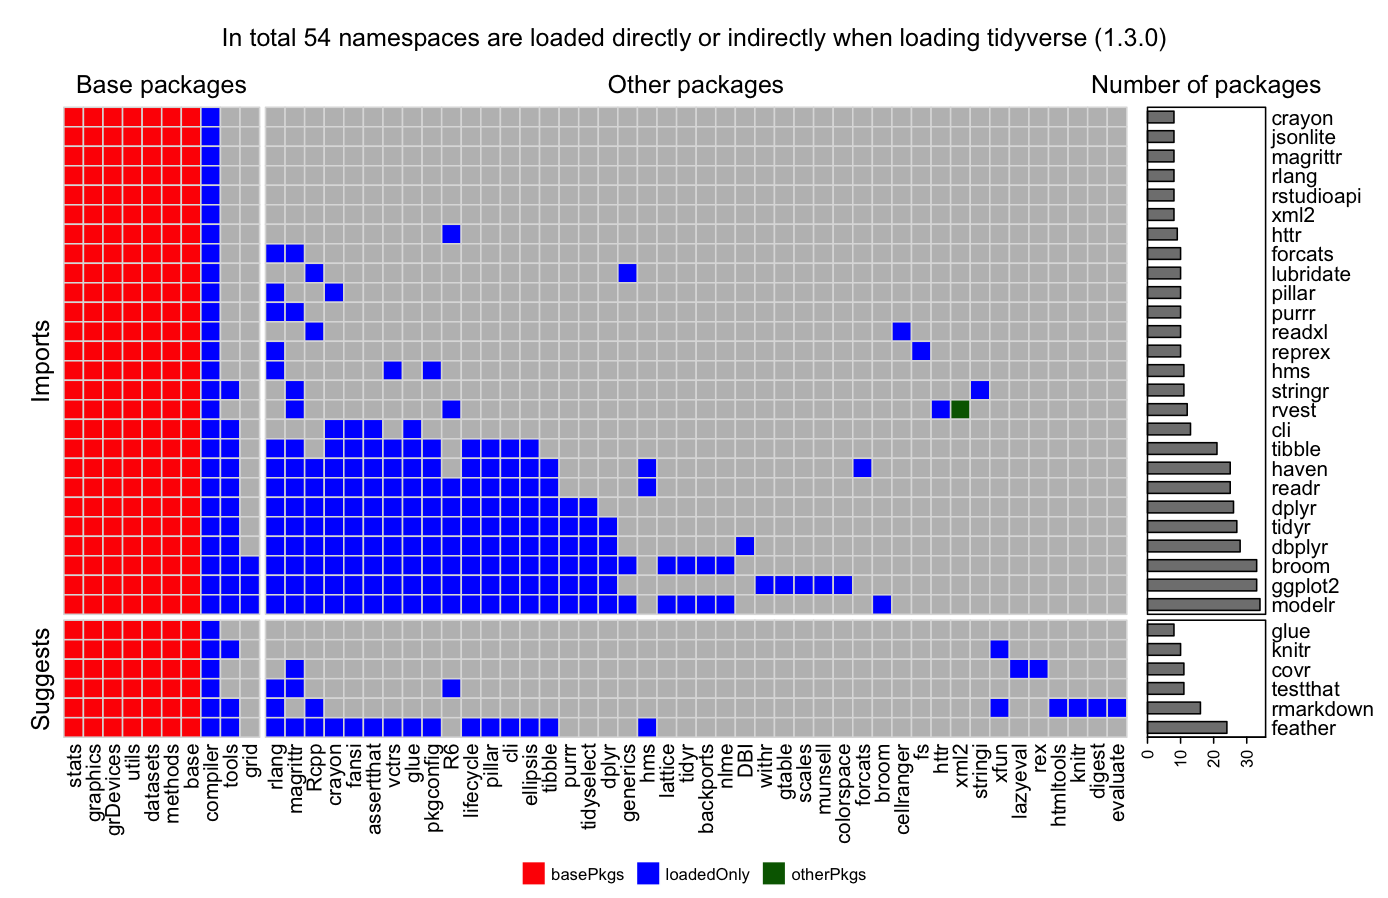 In total 54 namespaces are loaded directly or indirectly when loading tidyverse (1.3.0)
Base packages
Other packages
Number of packages
Imports
crayon
jsonlite
magrittr
rlang
rstudioapi
xml2
httr
forcats
lubridate
pillar
purrr
readxl
reprex
hms
stringr
rvest
cli
tibble
haven
readr
dplyr
tidyr
dbplyr
broom
ggplot2
modelr
Suggests
glue
knitr
covr
testthat
rmarkdown
feather
stats
graphics
grDevices
utils
datasets
methods
base
compiler
tools
grid
rlang
magrittr
Rcpp
crayon
fansi
assertthat
vctrs
glue
pkgconfig
R6
lifecycle
pillar
cli
ellipsis
tibble
purrr
tidyselect
dplyr
generics
hms
lattice
tidyr
backports
nlme
DBI
withr
gtable
scales
munsell
colorspace
forcats
broom
cellranger
fs
httr
xml2
stringi
xfun
lazyeval
rex
htmltools
knitr
digest
evaluate
0
10
20
30
basePkgs
loadedOnly
otherPkgs